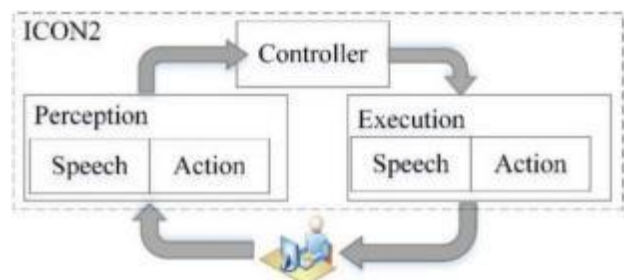 ICON2
Controller
Perception
Speech Action
Execution
Speech Action